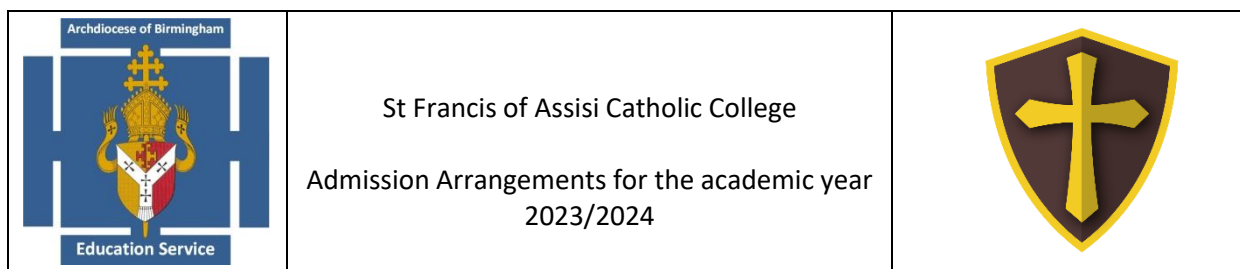 Archdiocese of Birmingham
Education Service
St Francis of Assisi Catholic College
Admission Arrangements for the academic year
2023/2024